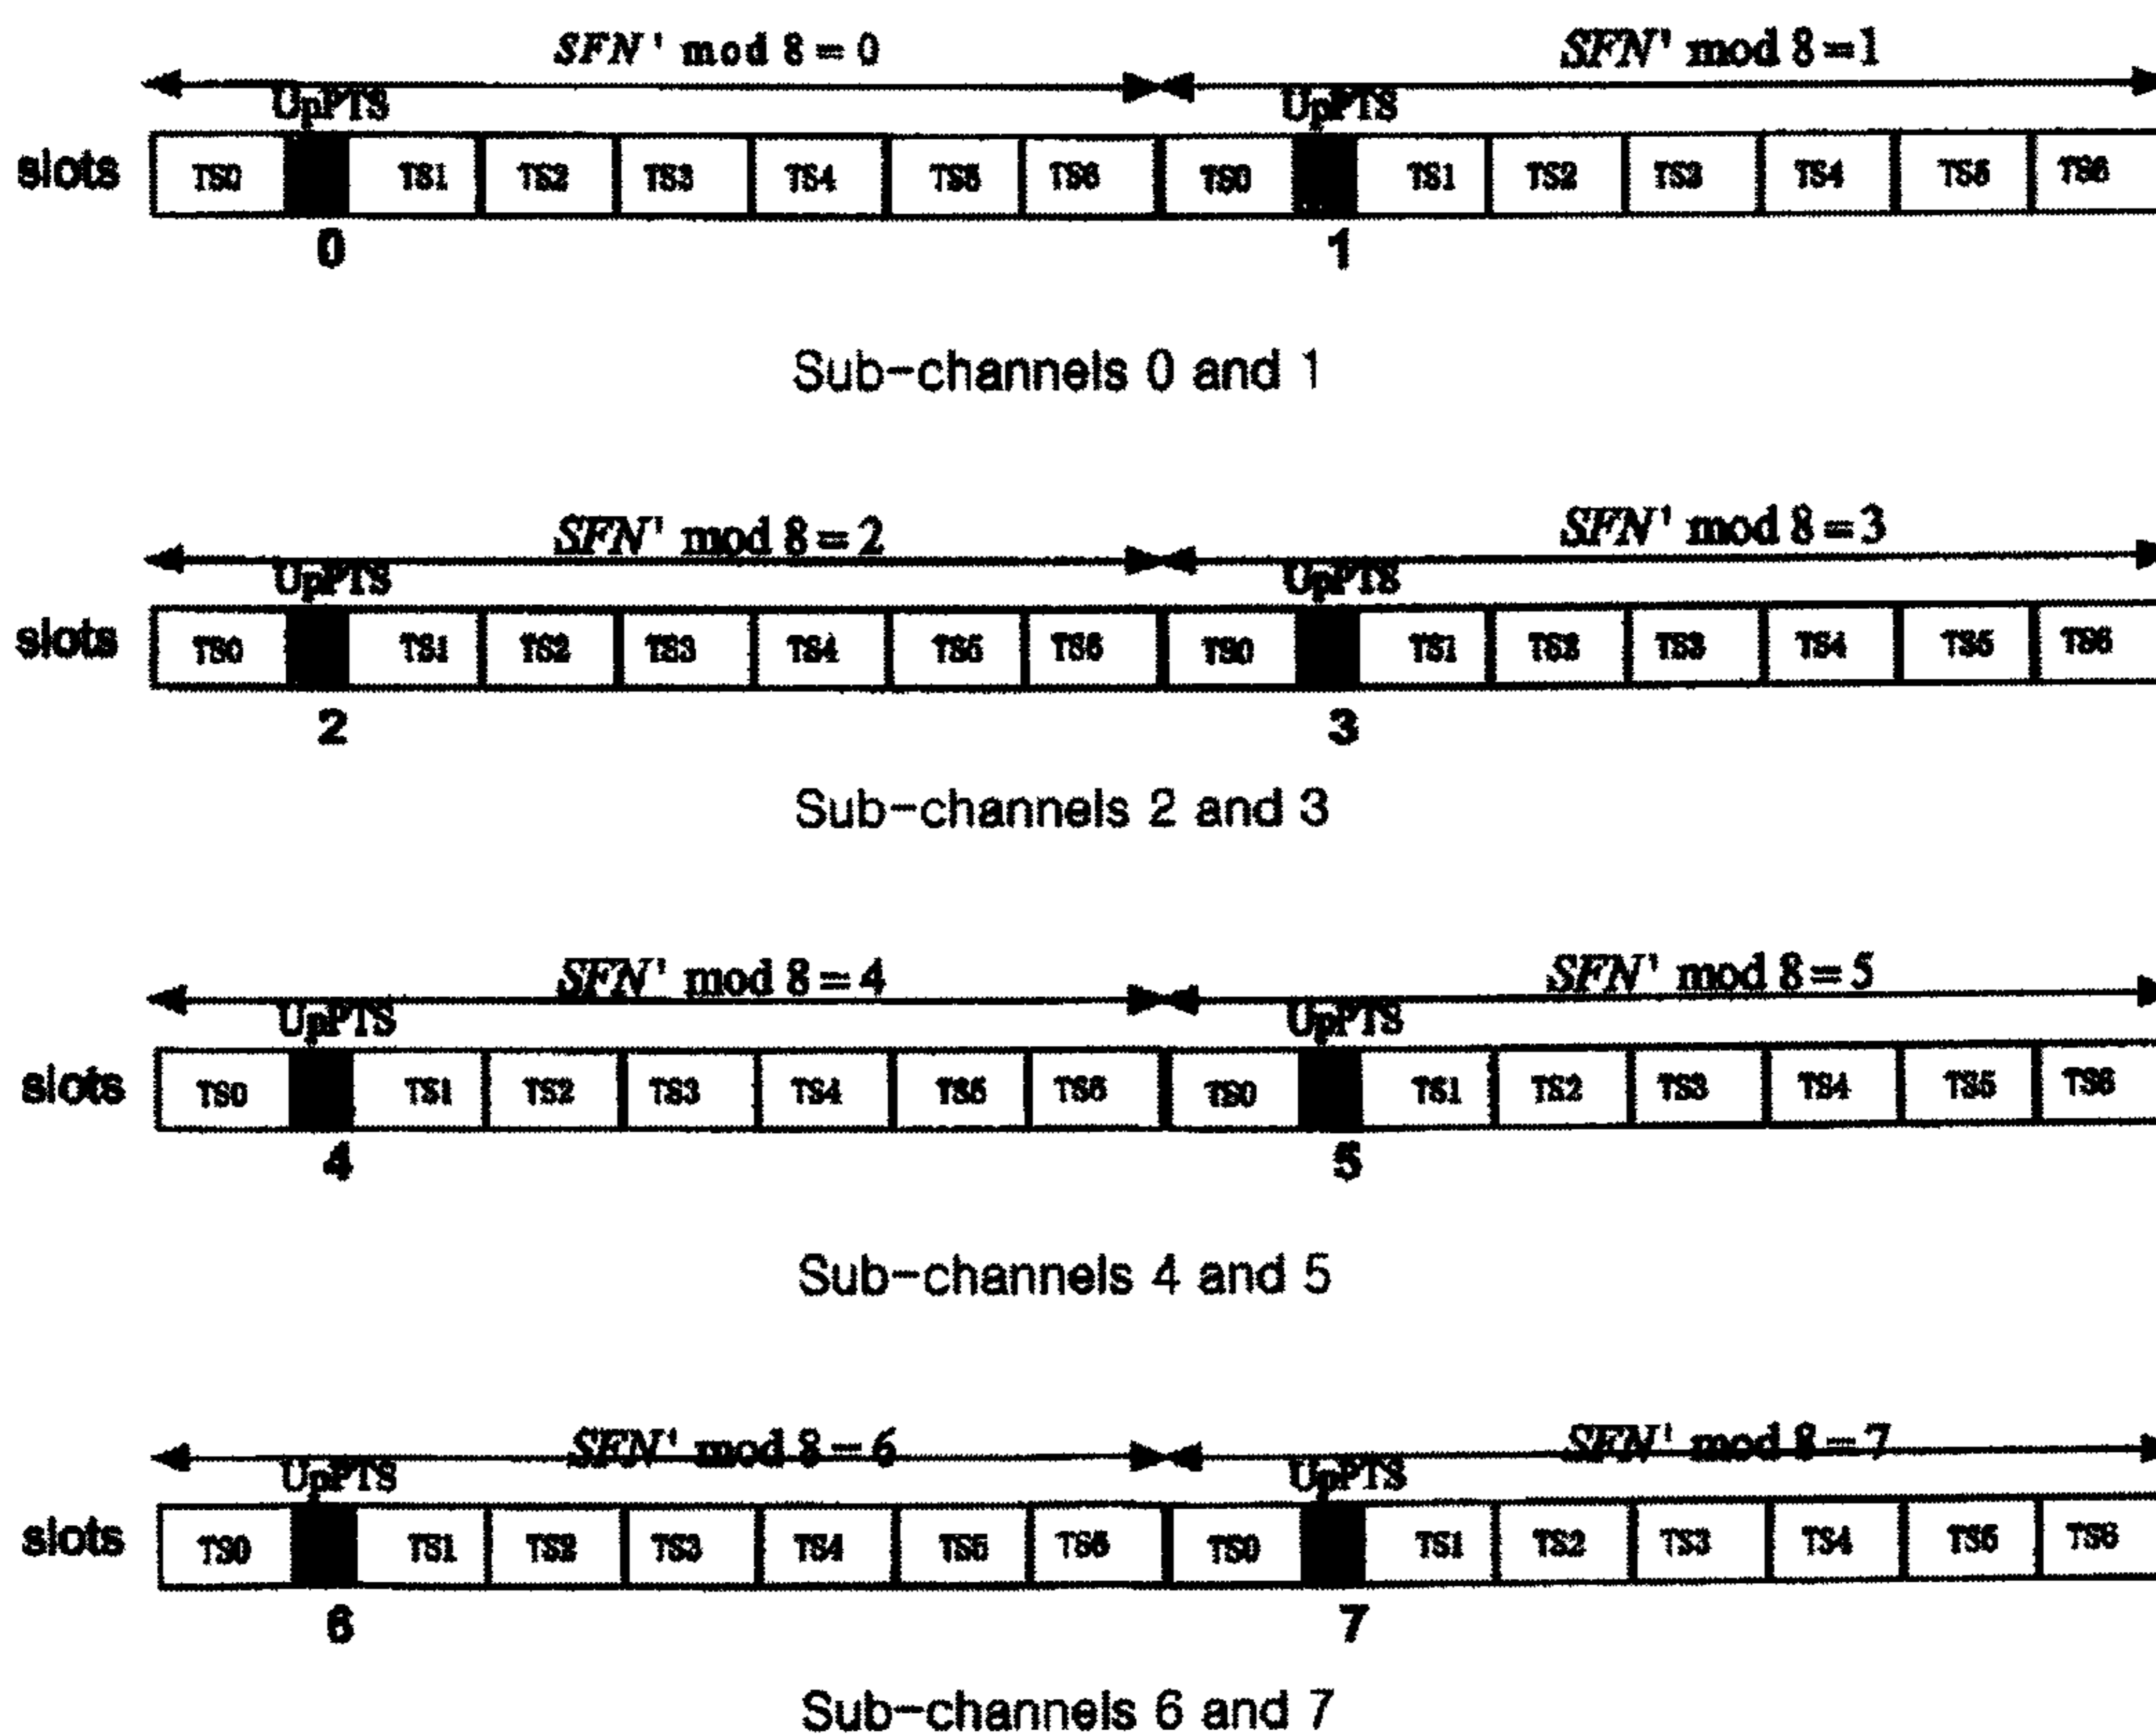 SFN' mod 8 = 0 SFN' mod 8 = 1
UpPTS UpPTS
slots TS0 TS1 TS2 TS3 TS4 TS5 TS6 TS0 TS1 TS2 TS3 TS4 TS5 TS6
0 1
Sub-channels 0 and 1
SFN' mod 8 = 2 SFN' mod 8 = 3
UpPTS UpPTS
slots TS0 TS1 TS2 TS3 TS4 TS5 TS6 TS0 TS1 TS2 TS3 TS4 TS5 TS6
2 3
Sub-channels 2 and 3
SFN' mod 8 = 4 SFN' mod 8 = 5
UpPTS UpPTS
slots TS0 TS1 TS2 TS3 TS4 TS5 TS6 TS0 TS1 TS2 TS3 TS4 TS5 TS6
4 5
Sub-channels 4 and 5
SFN' mod 8 = 6 SFN' mod 8 = 7
UpPTS UpPTS
slots TS0 TS1 TS2 TS3 TS4 TS5 TS6 TS0 TS1 TS2 TS3 TS4 TS5 TS6
6 7
Sub-channels 6 and 7